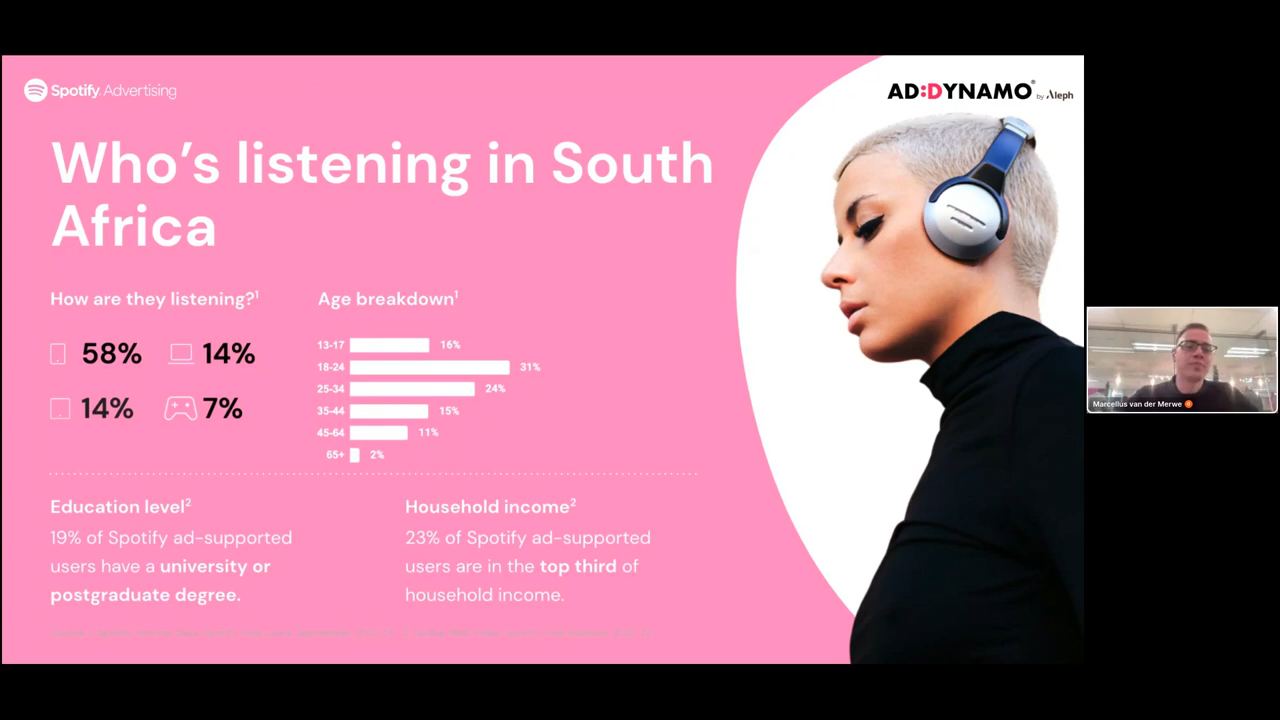 Spotify Advertising
AD:DYNAMO® by Aleph
Who's listening in South
Africa
How are they listening?¹
58%
14%
14%
7%
Age breakdown¹
13-17 16%
18-24 31%
25-34 24%
35-44 15%
45-64 11%
65+ 2%
Education level²
19% of Spotify ad-supported
users have a university or
postgraduate degree.
Household income²
23% of Spotify ad-supported
users are in the top third of
household income.
Marcellus van der Merwe